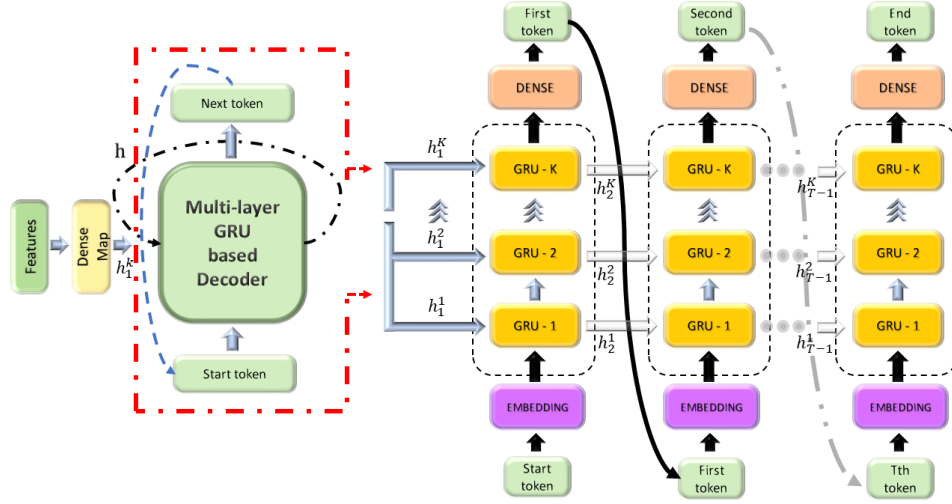 Features
Dense
Map
h_1^k
h
Next token
Multi-layer
GRU
based
Decoder
Start token
h_1^K
h_1^2
h_1^1
First
token
DENSE
GRU - K
GRU - 2
GRU - 1
EMBEDDING
Start
token
h_2^K
h_2^2
h_2^1
Second
token
DENSE
GRU - K
GRU - 2
GRU - 1
EMBEDDING
First
token
h_{T-1}^K
h_{T-1}^2
h_{T-1}^1
End
token
DENSE
GRU - K
GRU - 2
GRU - 1
EMBEDDING
Tth
token